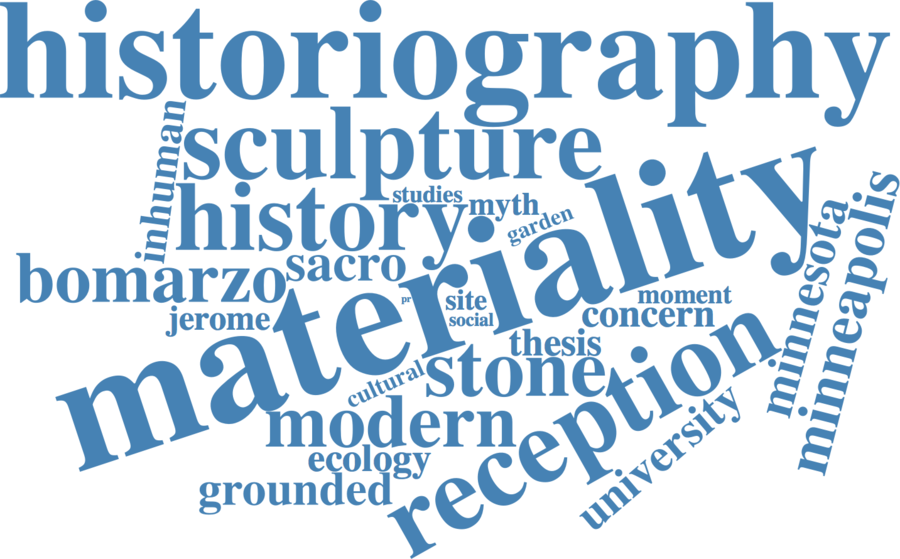 historiography
inhuman
sculpture
studies
history
myth
garden
materiality
minnesota
minneapolis
bomarzo
sacro
jerome
pr
site
social
moment
concern
thesis
cultural
stone
reception
modern
university
ecology
grounded